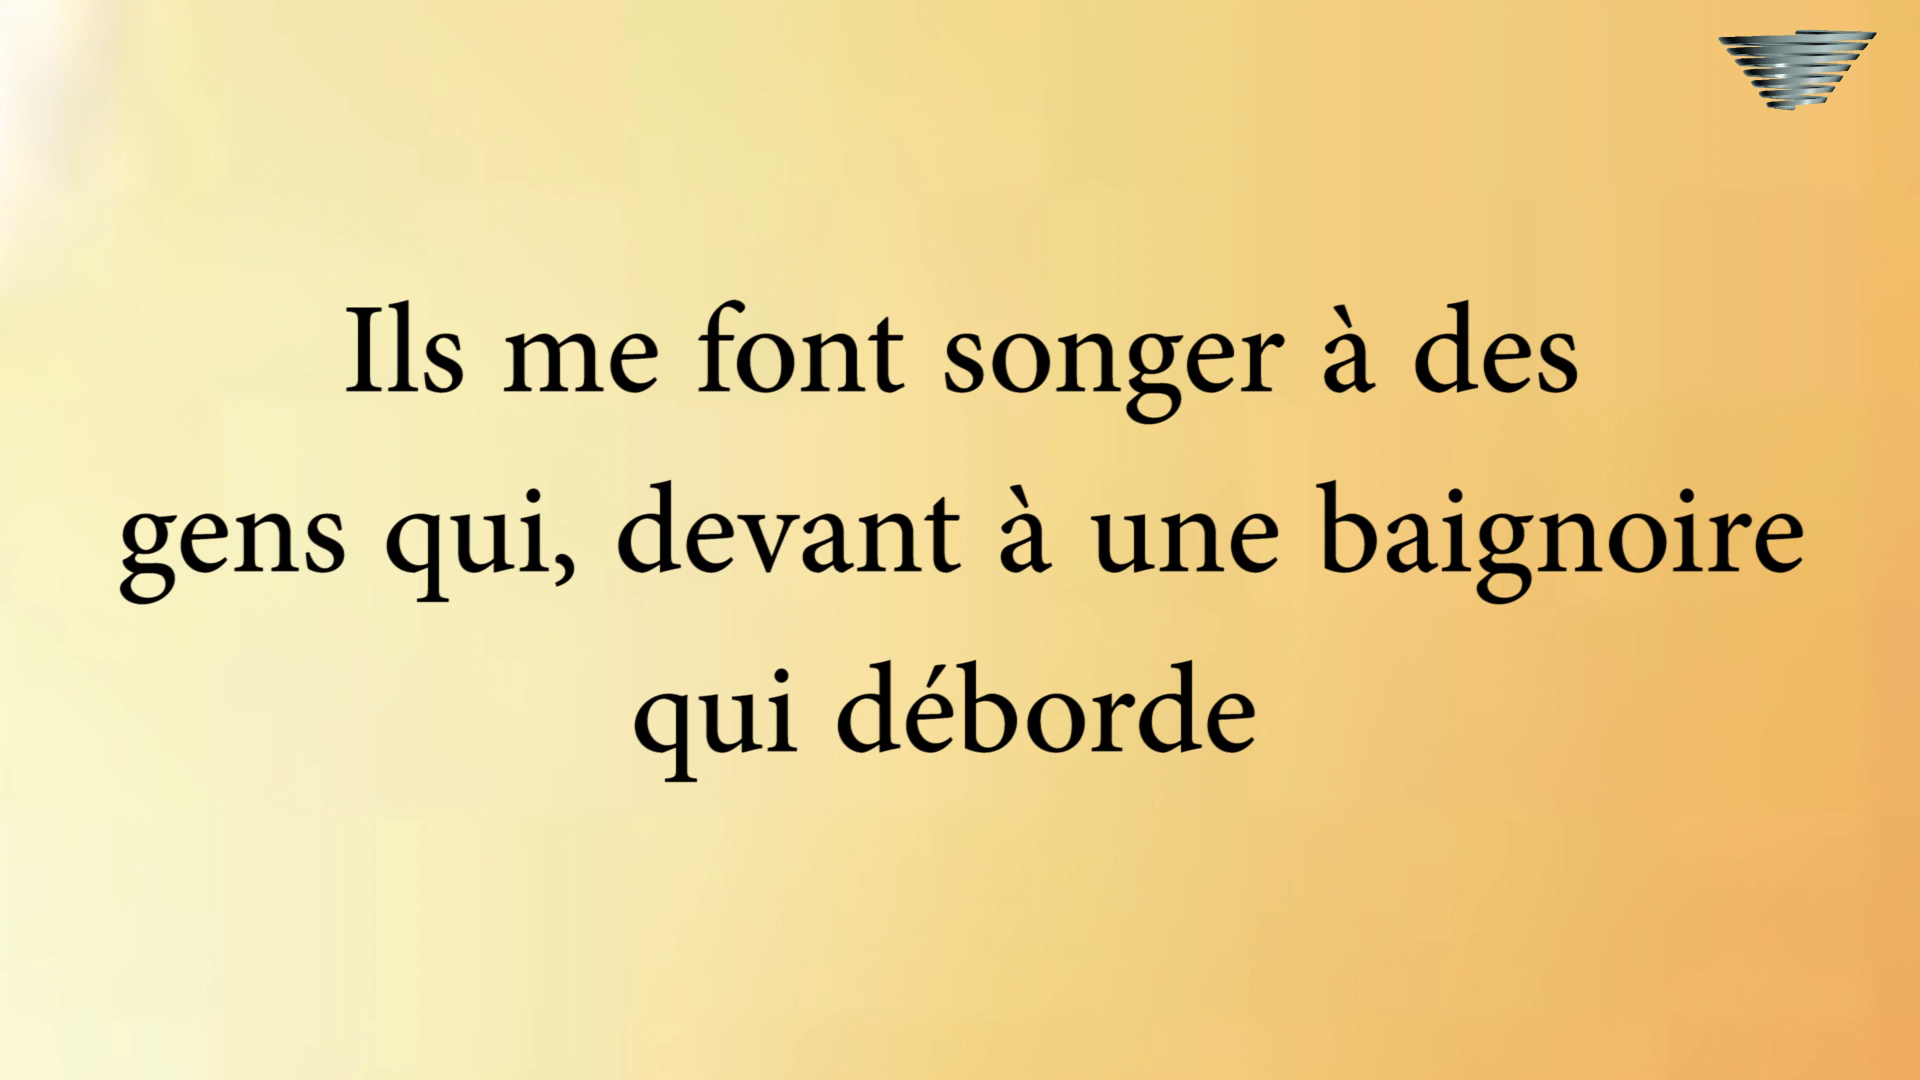 Ils me font songer à des
gens qui, devant à une baignoire
qui déborde